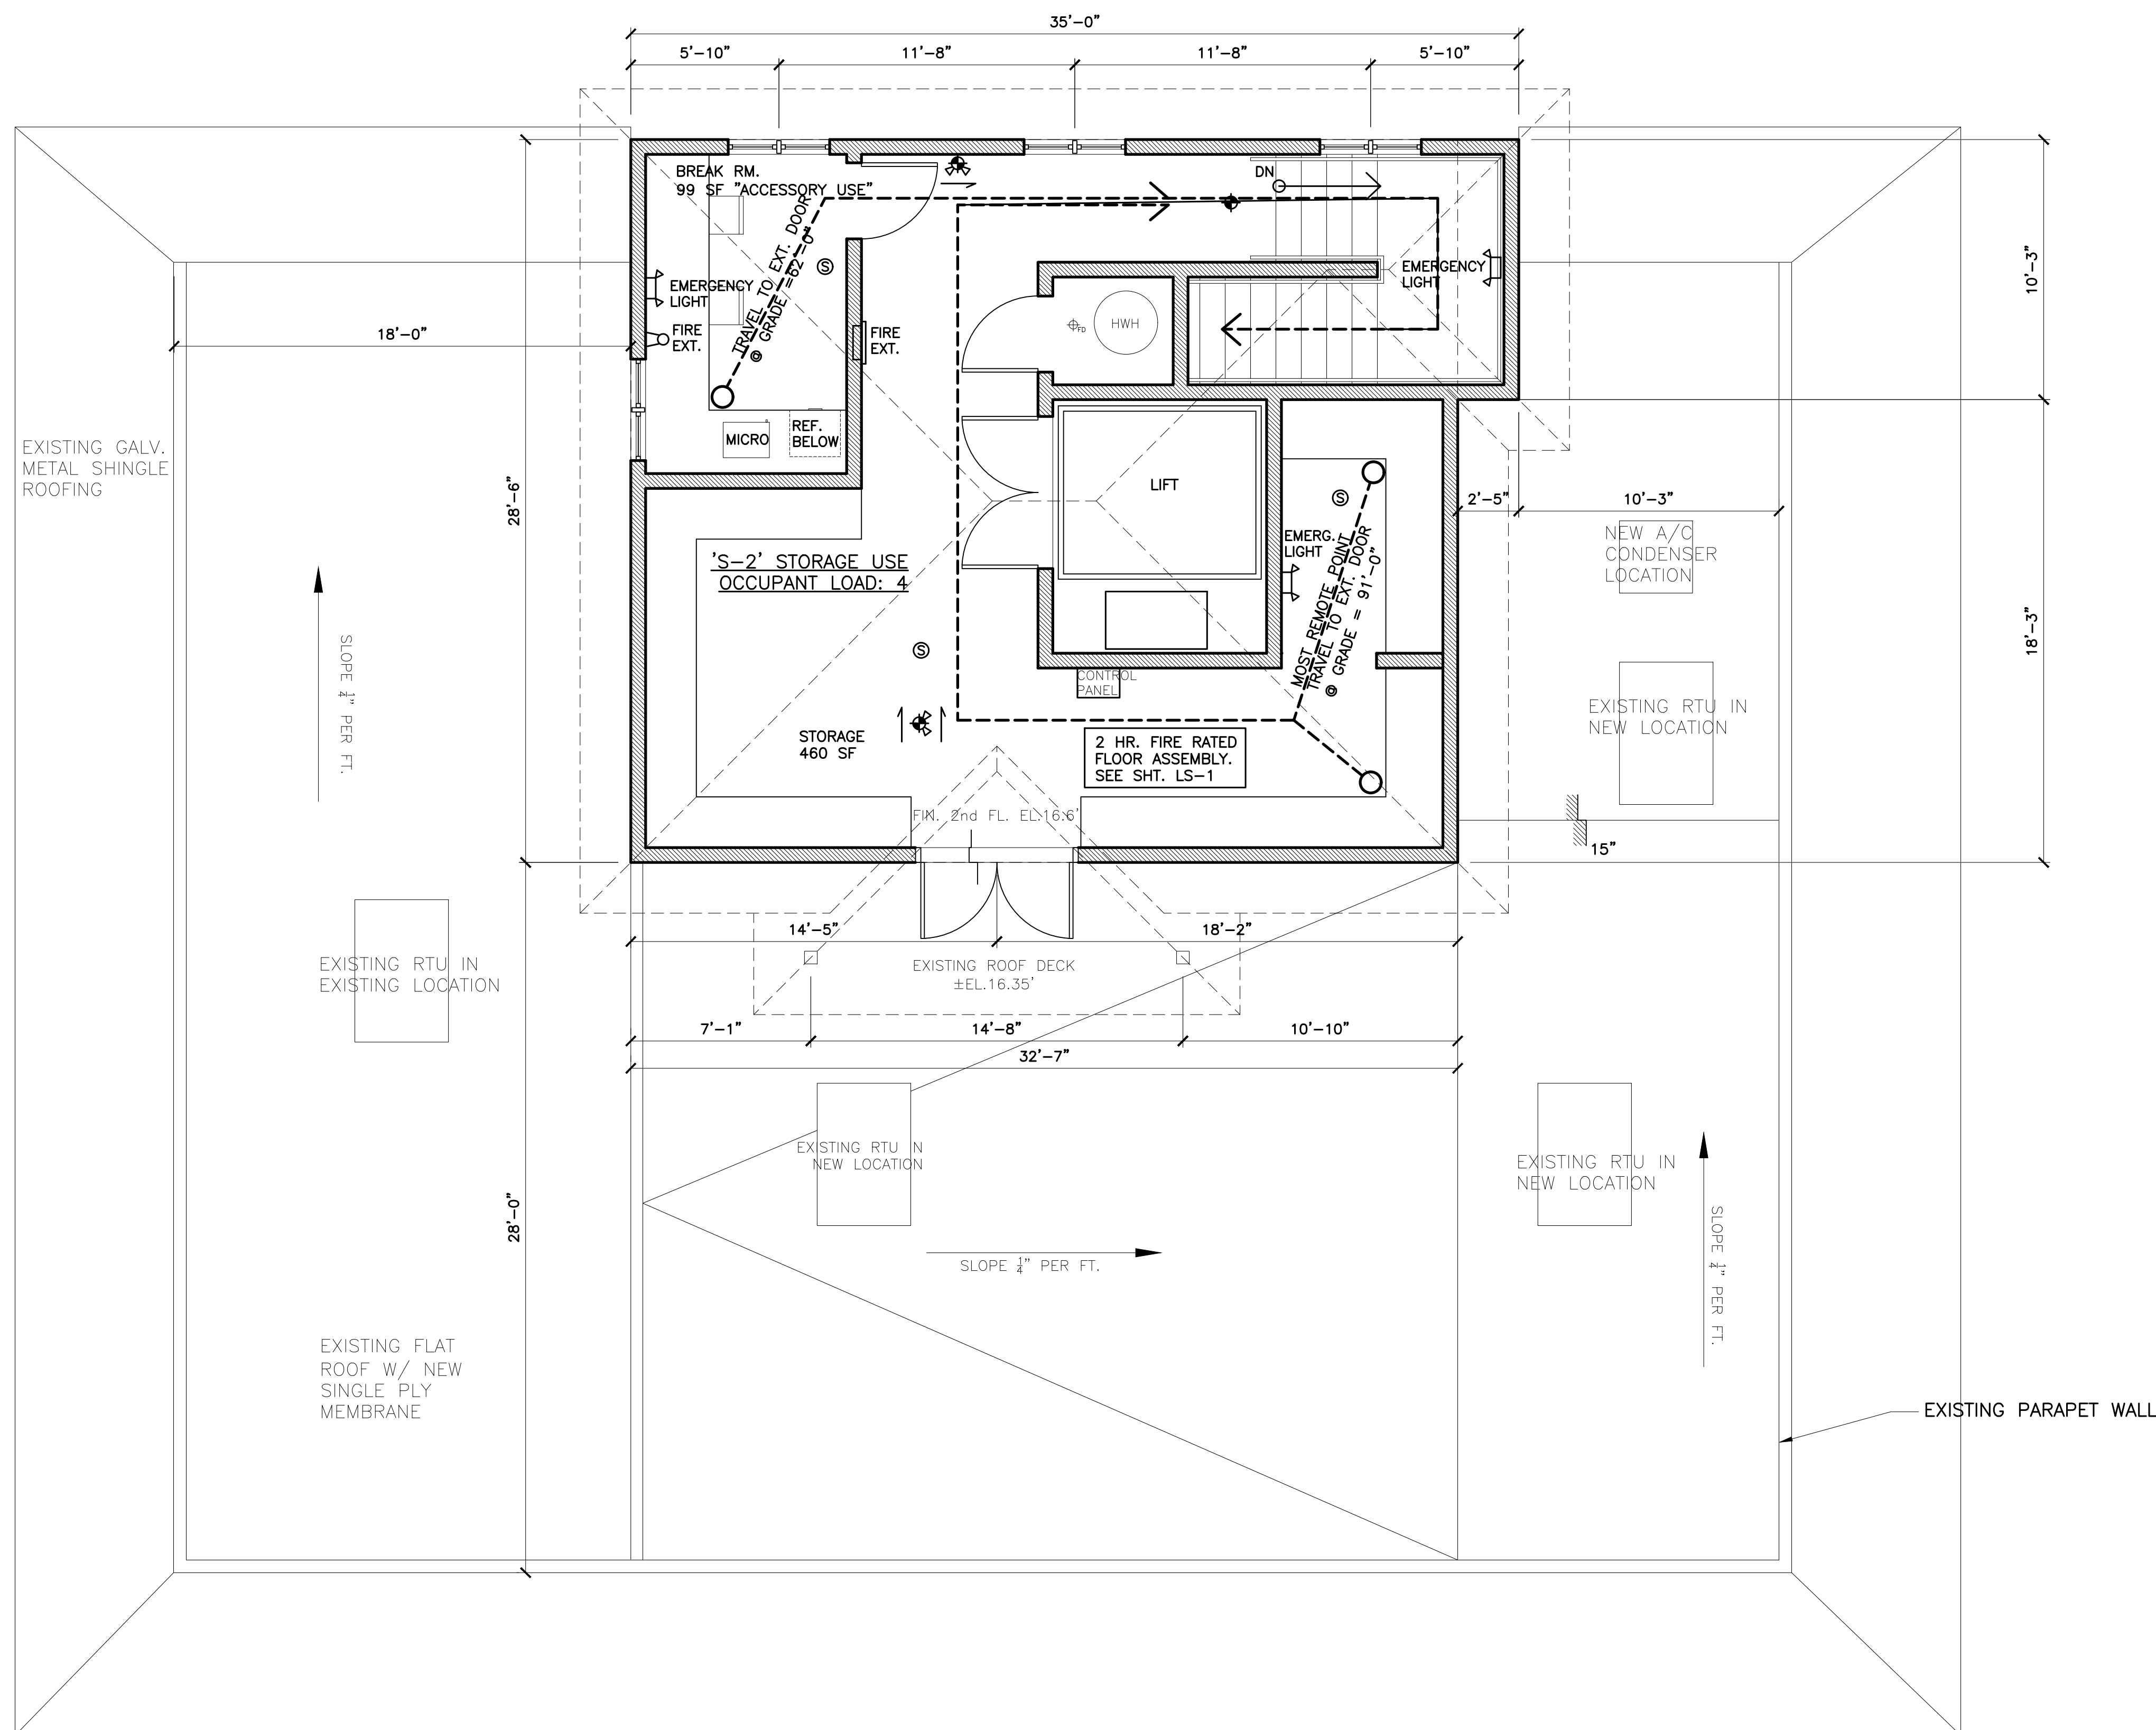 35'-0"
5'-10"
11'-8"
11'-8"
5'-10"
BREAK RM.
99 SF "ACCESSORY USE"
DN
TRAVEL TO EXT. DOOR
@ GRADE =62'-0"
S
EMERGENCY
LIGHT
EMERGENCY
LIGHT
FIRE
EXT.
FIRE
EXT.
FD
HWH
10'-3"
18'-0"
MICRO
REF.
BELOW
EXISTING GALV.
METAL SHINGLE
ROOFING
28'-6"
LIFT
S
2'-5"
10'-3"
EMERG.
LIGHT
MOST REMOTE POINT
TRAVEL TO EXT. DOOR
@ GRADE = 91'-0"
NEW A/C
CONDENSER
LOCATION
'S-2' STORAGE USE
OCCUPANT LOAD: 4
18'-3"
S
SLOPE 1/4" PER FT.
CONTROL
PANEL
EXISTING RTU IN
NEW LOCATION
STORAGE
460 SF
2 HR. FIRE RATED
FLOOR ASSEMBLY.
SEE SHT. LS-1
FIN. 2nd FL. EL.16.6'
15"
14'-5"
18'-2"
EXISTING ROOF DECK
±EL.16.35'
EXISTING RTU IN
EXISTING LOCATION
7'-1"
14'-8"
10'-10"
32'-7"
EXISTING RTU IN
NEW LOCATION
EXISTING RTU IN
NEW LOCATION
28'-0"
SLOPE 1/4" PER FT.
SLOPE 1/4" PER FT.
EXISTING FLAT
ROOF W/ NEW
SINGLE PLY
MEMBRANE
EXISTING PARAPET WALL